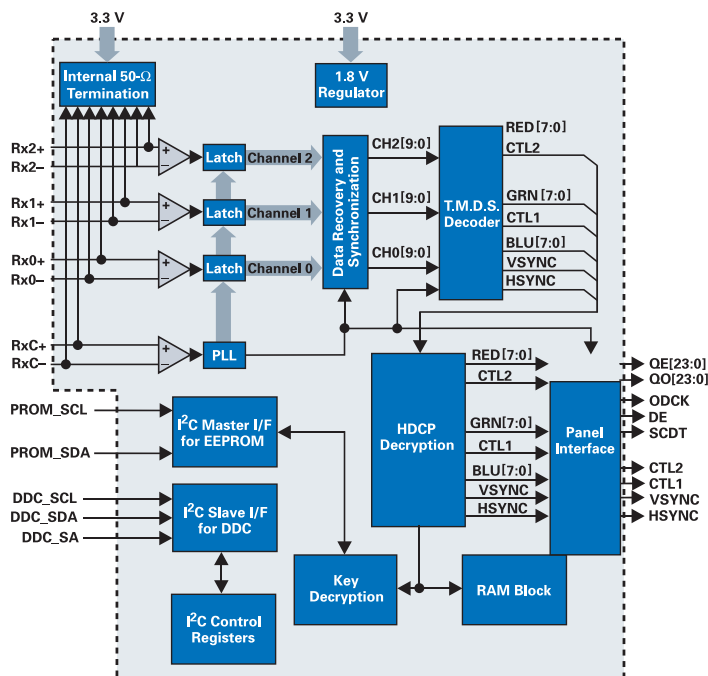 3.3 V
3.3 V
Internal 50-Ω
Termination
1.8 V
Regulator
Rx2+
Rx2–
Rx1+
Rx1–
Rx0+
Rx0–
RxC+
RxC–
+
–
+
–
+
–
+
–
Latch
Channel 2
Latch
Channel 1
Latch
Channel 0
PLL
Data Recovery and
Synchronization
CH2[9:0]
CH1[9:0]
CH0[9:0]
T.M.D.S.
Decoder
RED[7:0]
CTL2
GRN[7:0]
CTL1
BLU[7:0]
VSYNC
HSYNC
HDCP
Decryption
RED[7:0]
CTL2
GRN[7:0]
CTL1
BLU[7:0]
VSYNC
HSYNC
Panel
Interface
QE[23:0]
QO[23:0]
ODCK
DE
SCDT
CTL2
CTL1
VSYNC
HSYNC
PROM_SCL
PROM_SDA
I²C Master I/F
for EEPROM
DDC_SCL
DDC_SDA
DDC_SA
I²C Slave I/F
for DDC
I²C Control
Registers
Key
Decryption
RAM Block